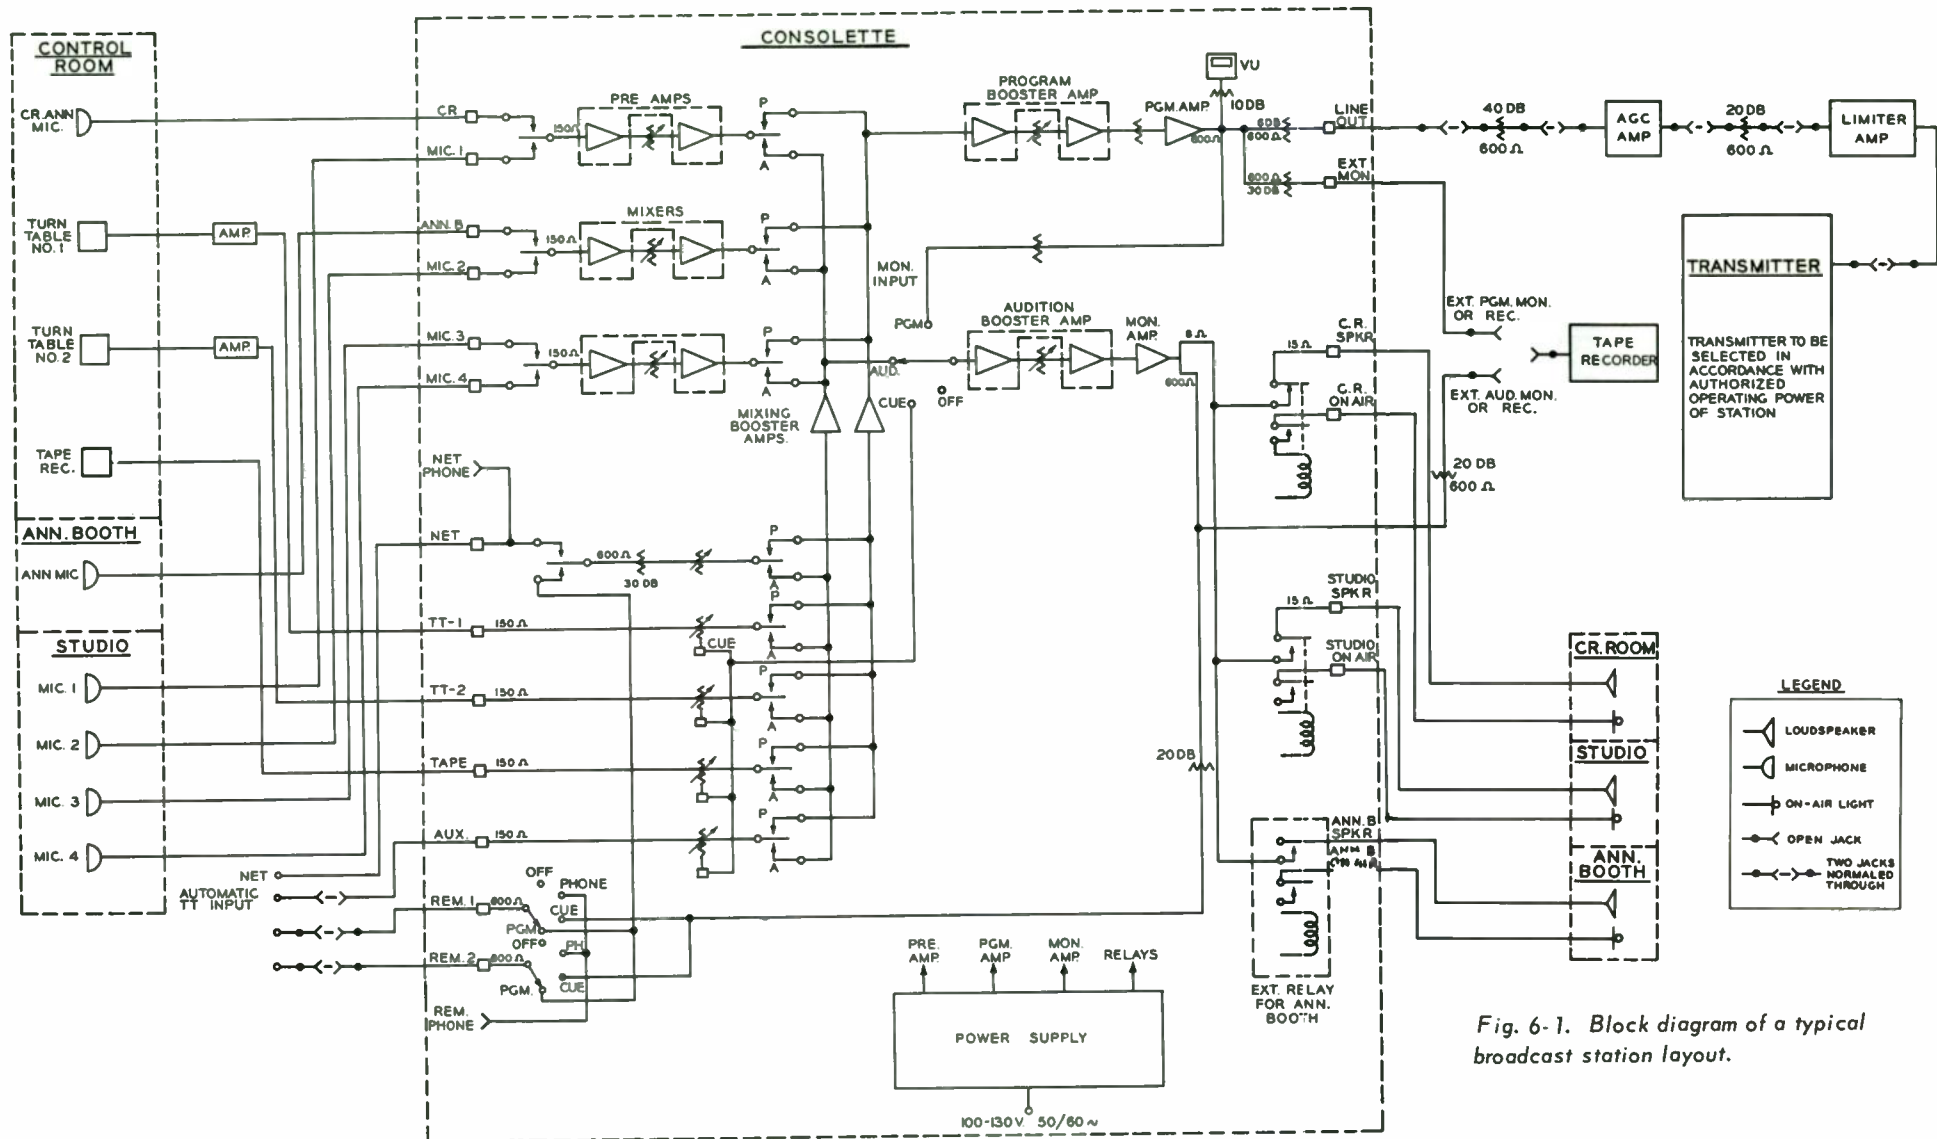 CONTROL
ROOM
CR.ANN
MIC.
TURN
TABLE
NO.1
AMP.
TURN
TABLE
NO.2
AMP.
TAPE
REC.
ANN. BOOTH
ANN MIC
STUDIO
MIC. 1
MIC. 2
MIC. 3
MIC. 4
NET
AUTOMATIC
TT INPUT
CONSOLETTE
CR
MIC. 1
150Ω
PRE AMPS
P
A
ANN. B
MIC. 2
150Ω
MIXERS
P
A
MIC. 3
MIC. 4
150Ω
P
A
MIXING
BOOSTER
AMPS.
NET
PHONE
NET
600Ω
30 DB
P
A
TT-1
150Ω
CUE
P
A
TT-2
150Ω
P
A
TAPE
150Ω
P
A
AUX.
150Ω
P
A
OFF
PHONE
REM. 1
600Ω
CUE
PGM
OFF
PH
REM. 2
600Ω
PGM.
CUE
REM.
PHONE
PROGRAM
BOOSTER AMP
PGM. AMP.
600Ω
VU
10 DB
6DB
600Ω
LINE
OUT
600Ω
30 DB
EXT
MON
MON.
INPUT
PGM
AUD.
CUE
OFF
AUDITION
BOOSTER AMP
MON.
AMP.
8Ω
600Ω
15Ω
C.R.
SPKR
C.R.
ON AIR
15Ω
STUDIO
SPKR
STUDIO
ON AIR
20 DB
ANN. B
SPKR
ANN. B
EXT. RELAY
FOR ANN.
BOOTH
PRE
AMP.
PGM.
AMP
MON.
AMP.
RELAYS
POWER SUPPLY
100-130V. 50/60~
40 DB
600Ω
AGC
AMP
20 DB
600Ω
LIMITER
AMP
TRANSMITTER
TRANSMITTER TO BE
SELECTED IN
ACCORDANCE WITH
AUTHORIZED
OPERATING POWER
OF STATION
EXT. PGM. MON.
OR REC.
TAPE
RECORDER
EXT. AUD. MON.
OR REC.
20 DB
600Ω
CR. ROOM
STUDIO
ANN.
BOOTH
LEGEND
LOUDSPEAKER
MICROPHONE
ON-AIR LIGHT
OPEN JACK
TWO JACKS
NORMALED
THROUGH
Fig. 6-1. Block diagram of a typical
broadcast station layout.